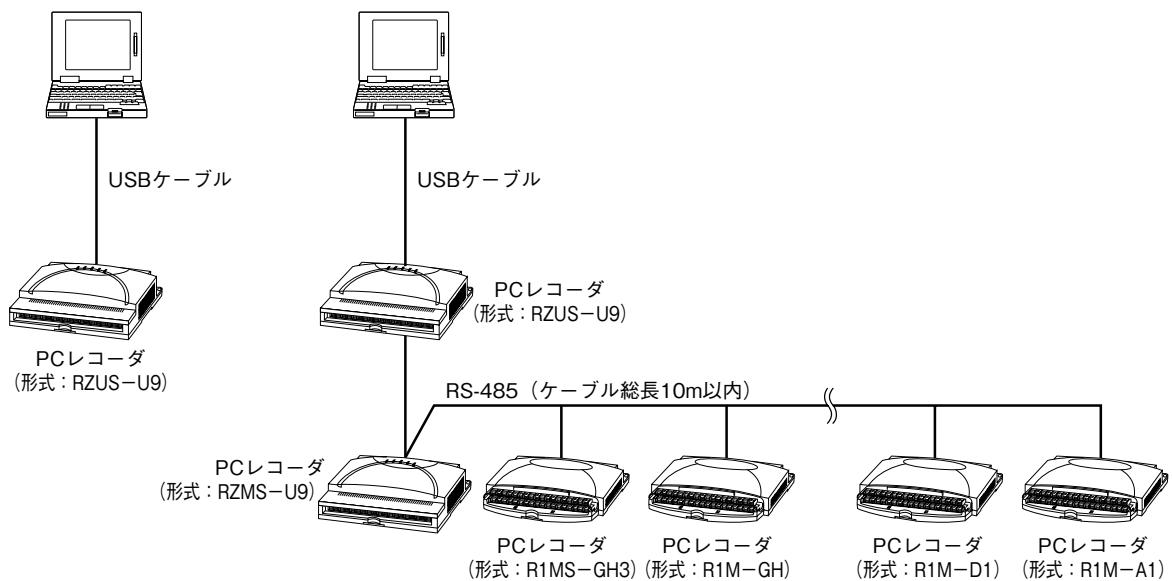 USBケーブル
USBケーブル
PCレコーダ
(形式：RZUS－U9)
PCレコーダ
(形式：RZUS－U9)
RS-485（ケーブル総長10m以内）
PCレコーダ
(形式：RZMS－U9)
PCレコーダ
(形式：R1MS－GH3)
PCレコーダ
(形式：R1M－GH)
PCレコーダ
(形式：R1M－D1)
PCレコーダ
(形式：R1M－A1)